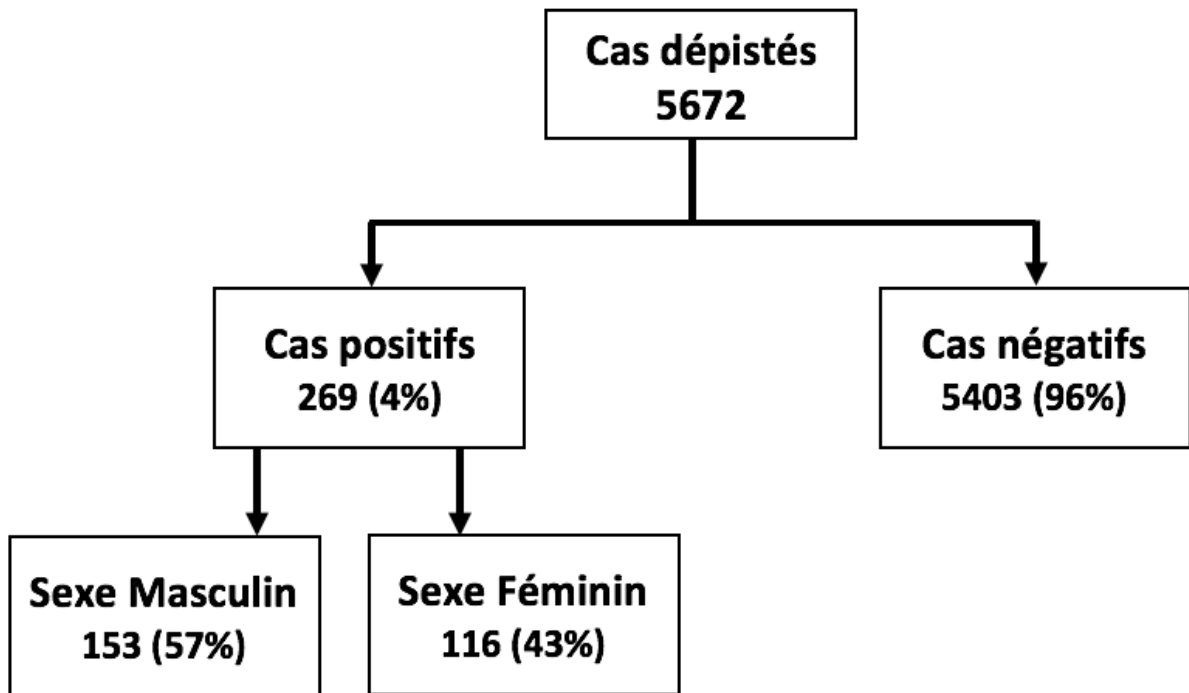 Cas dépistés
5672
Cas positifs
269 (4%)
Cas négatifs
5403 (96%)
Sexe Masculin
153 (57%)
Sexe Féminin
116 (43%)